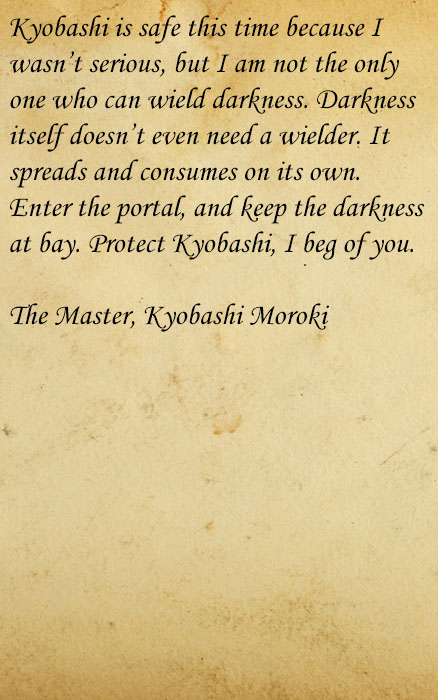 Kyobashi is safe this time because I
wasn’t serious, but I am not the only
one who can wield darkness. Darkness
itself doesn’t even need a wielder. It
spreads and consumes on its own.
Enter the portal, and keep the darkness
at bay. Protect Kyobashi, I beg of you.
The Master, Kyobashi Moroki